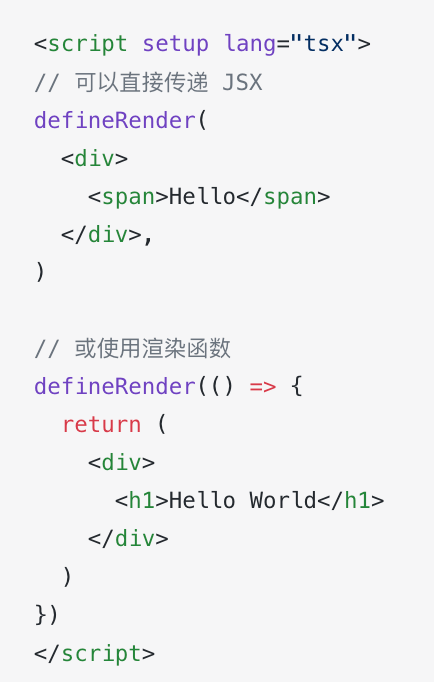 <script setup lang="tsx">
// 可以直接传递 JSX
defineRender(
  <div>
    <span>Hello</span>
  </div>,
)

// 或使用渲染函数
defineRender(() => {
  return (
    <div>
      <h1>Hello World</h1>
    </div>
  )
})
</script>